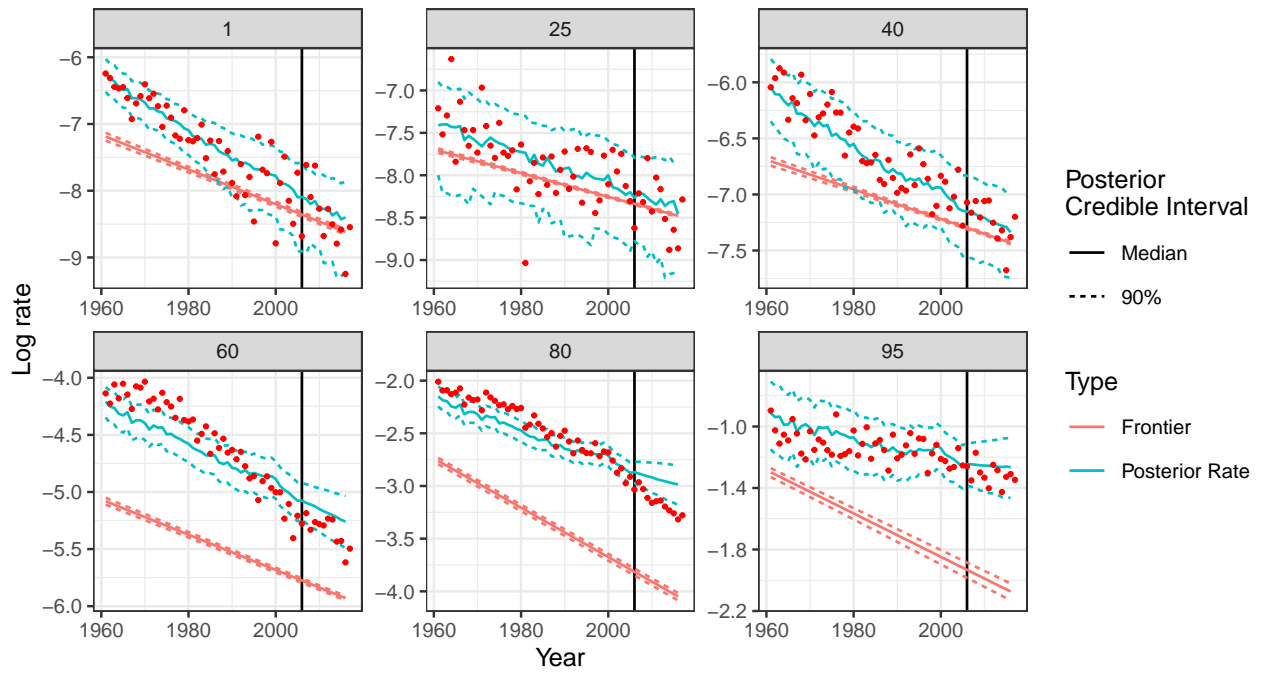 1
25
40
−6
−7
−8
−9
−7.0
−7.5
−8.0
−8.5
−9.0
−6.0
−6.5
−7.0
−7.5
1960 1980 2000
1960 1980 2000
1960 1980 2000
60
80
95
−4.0
−4.5
−5.0
−5.5
−6.0
−2.0
−2.5
−3.0
−3.5
−4.0
−1.0
−1.4
−1.8
−2.2
1960 1980 2000
1960 1980 2000
1960 1980 2000
Log rate
Year
Posterior
Credible Interval
Median
90%
Type
Frontier
Posterior Rate